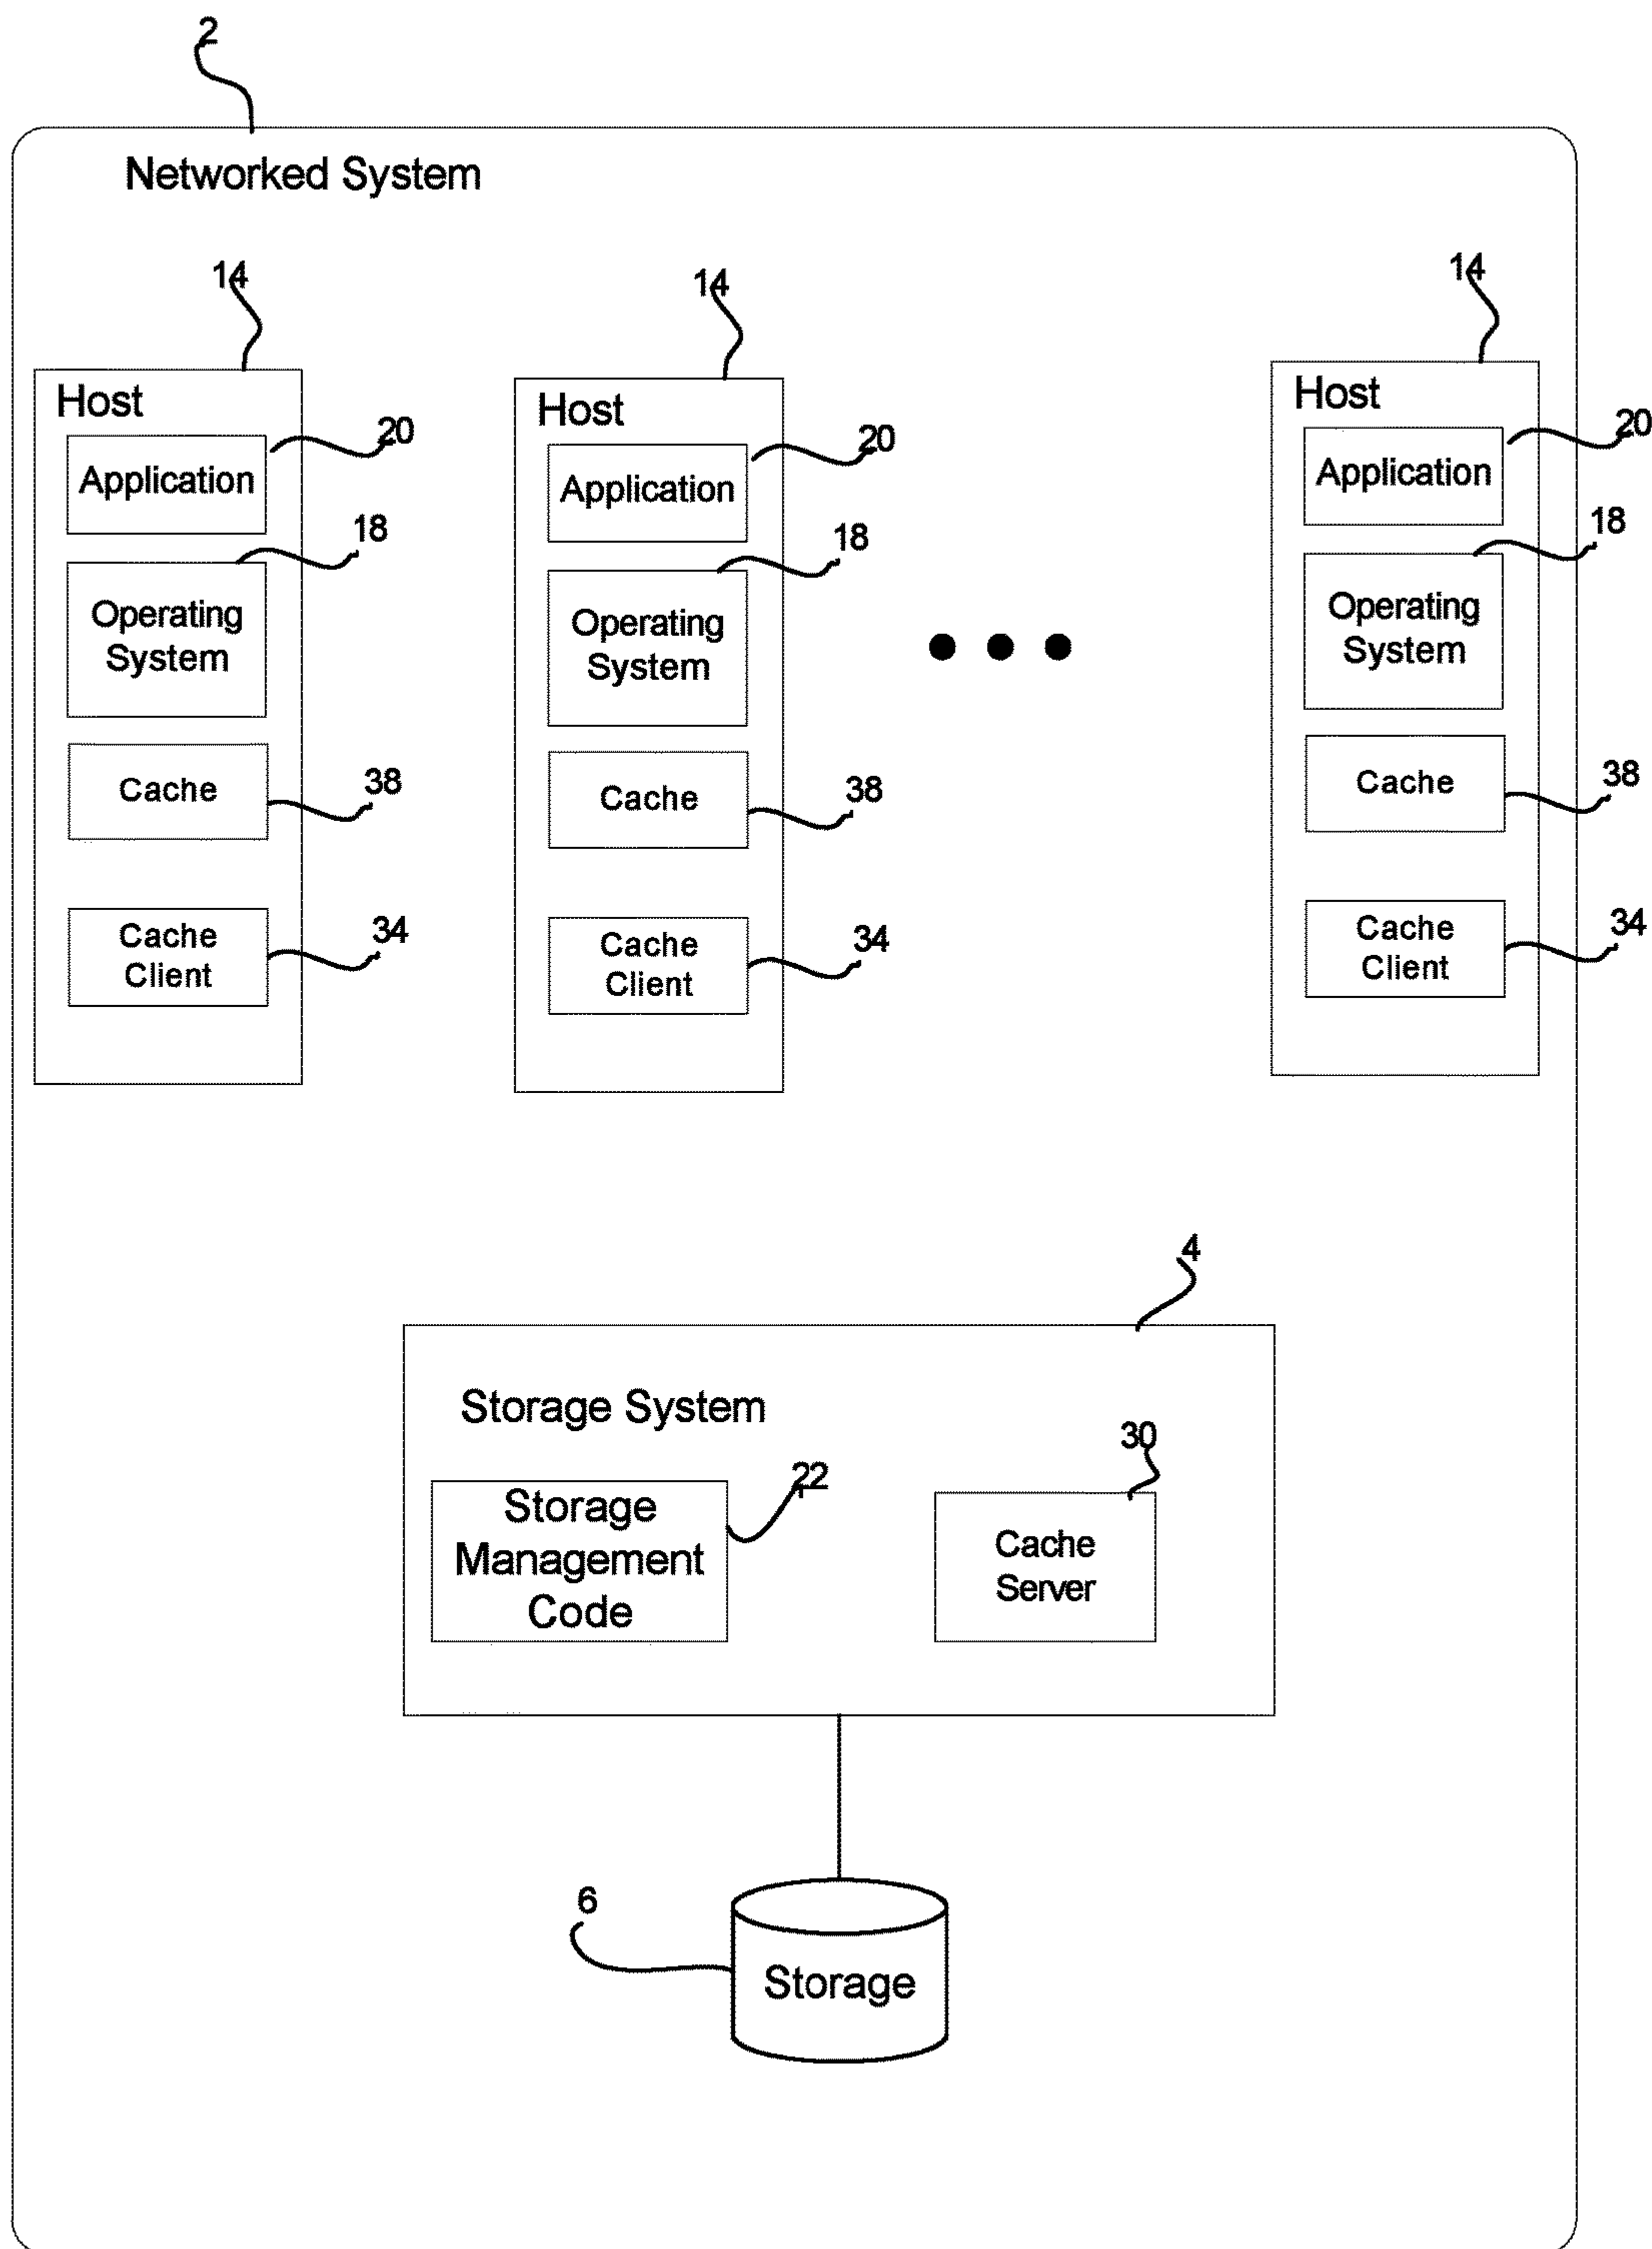 2
Networked System
14
Host
20
Application
18
Operating
System
38
Cache
34
Cache
Client
14
Host
20
Application
18
Operating
System
38
Cache
34
Cache
Client
14
Host
20
Application
18
Operating
System
38
Cache
34
Cache
Client
4
Storage System
22
Storage
Management
Code
30
Cache
Server
6
Storage